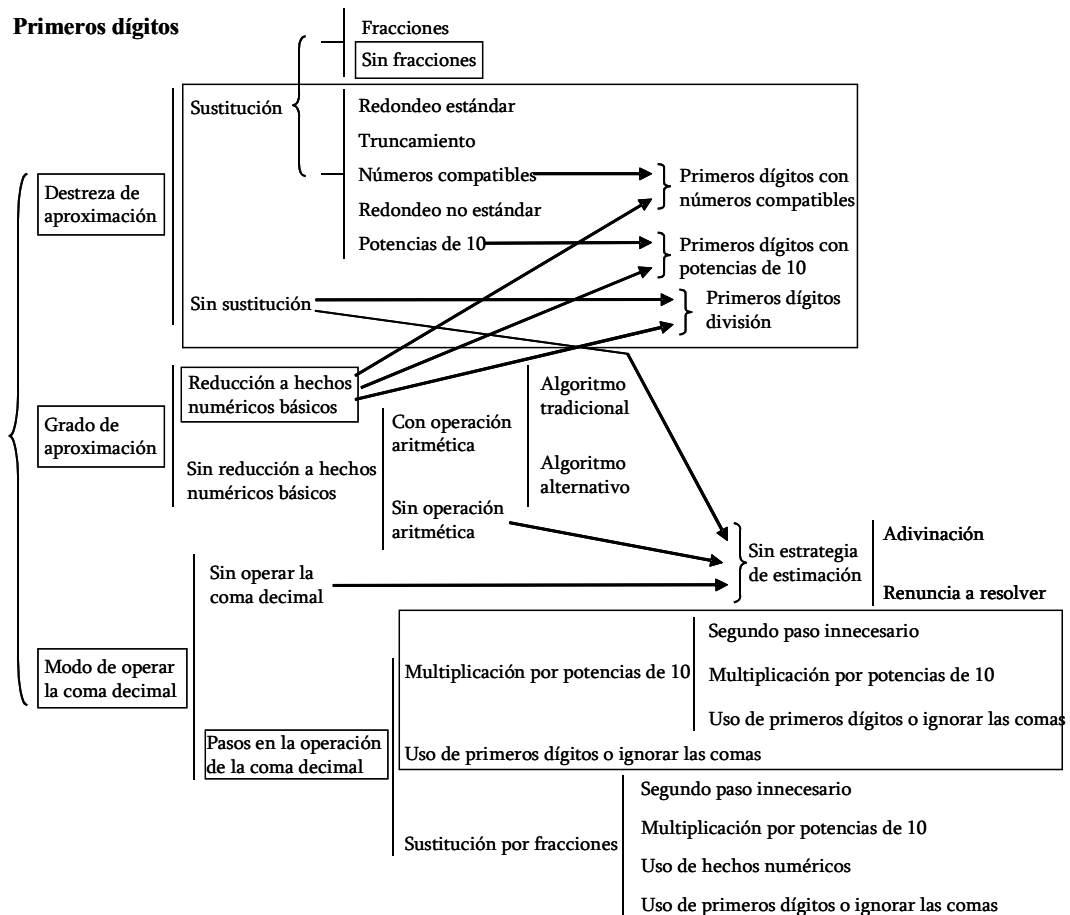 Primeros dígitos
Fracciones
Sin fracciones
Sustitución
Redondeo estándar
Truncamiento
Números compatibles
Redondeo no estándar
Potencias de 10
Primeros dígitos con
números compatibles
Primeros dígitos con
potencias de 10
Destreza de
aproximación
Sin sustitución
Primeros dígitos
división
Reducción a hechos
numéricos básicos
Grado de
aproximación
Sin reducción a hechos
numéricos básicos
Con operación
aritmética
Algoritmo
tradicional
Algoritmo
alternativo
Sin operación
aritmética
Sin estrategia
de estimación
Adivinación
Renuncia a resolver
Sin operar la
coma decimal
Modo de operar
la coma decimal
Pasos en la operación
de la coma decimal
Multiplicación por potencias de 10
Segundo paso innecesario
Multiplicación por potencias de 10
Uso de primeros dígitos o ignorar las comas
Uso de primeros dígitos o ignorar las comas
Sustitución por fracciones
Segundo paso innecesario
Multiplicación por potencias de 10
Uso de hechos numéricos
Uso de primeros dígitos o ignorar las comas